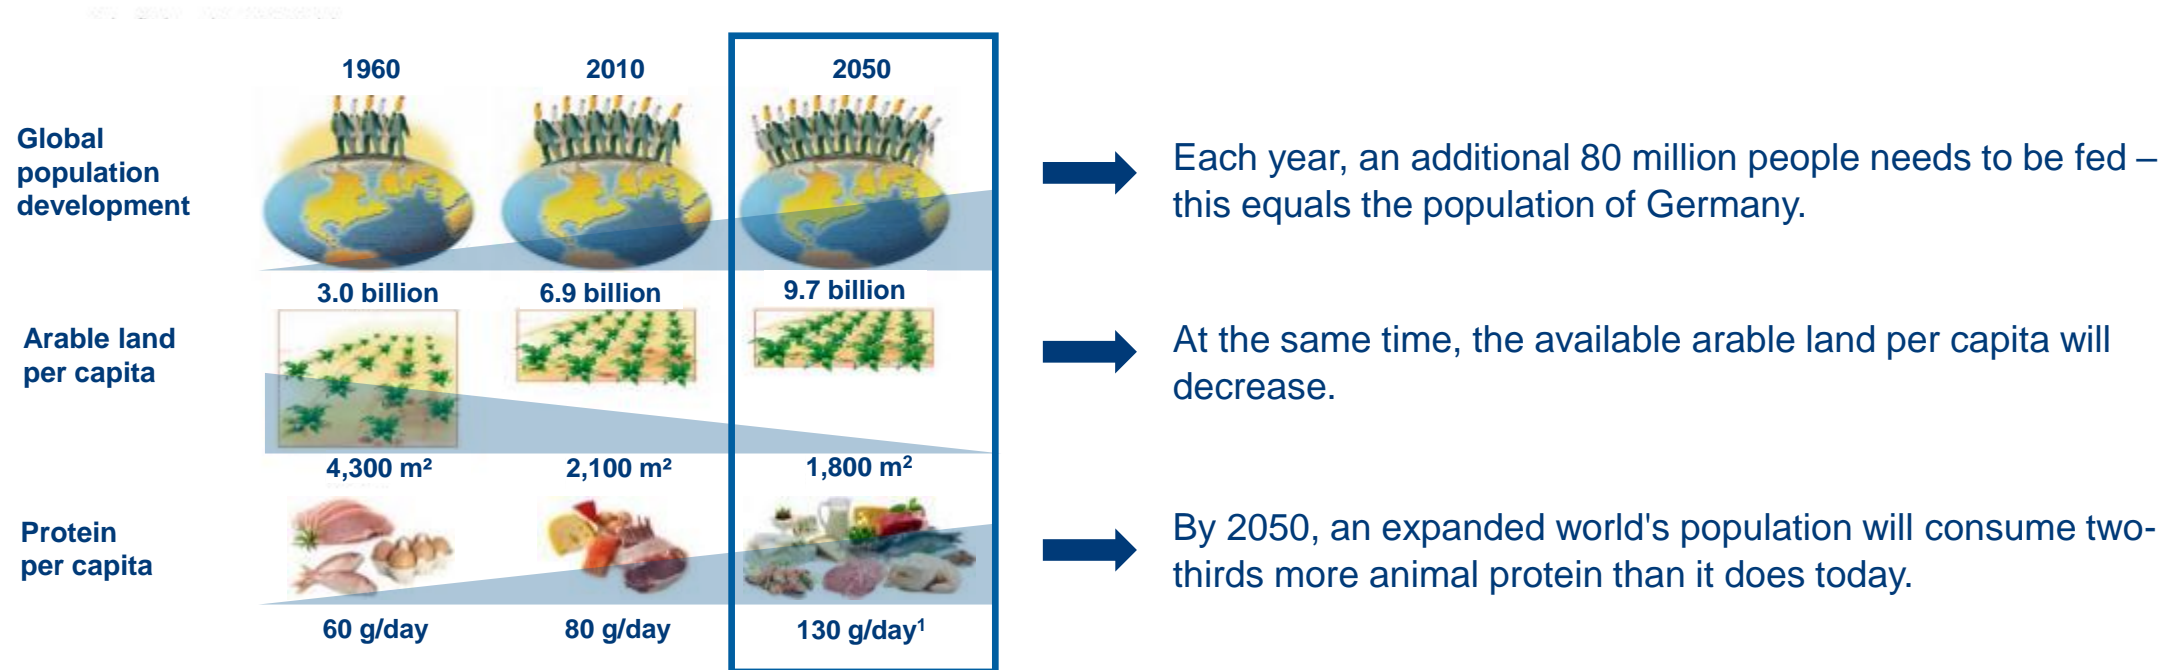 1960 2010 2050
Global
population
development
3.0 billion 6.9 billion 9.7 billion
Each year, an additional 80 million people needs to be fed –
this equals the population of Germany.
Arable land
per capita
4,300 m² 2,100 m² 1,800 m²
At the same time, the available arable land per capita will
decrease.
Protein
per capita
60 g/day 80 g/day 130 g/day¹
By 2050, an expanded world's population will consume two-
thirds more animal protein than it does today.